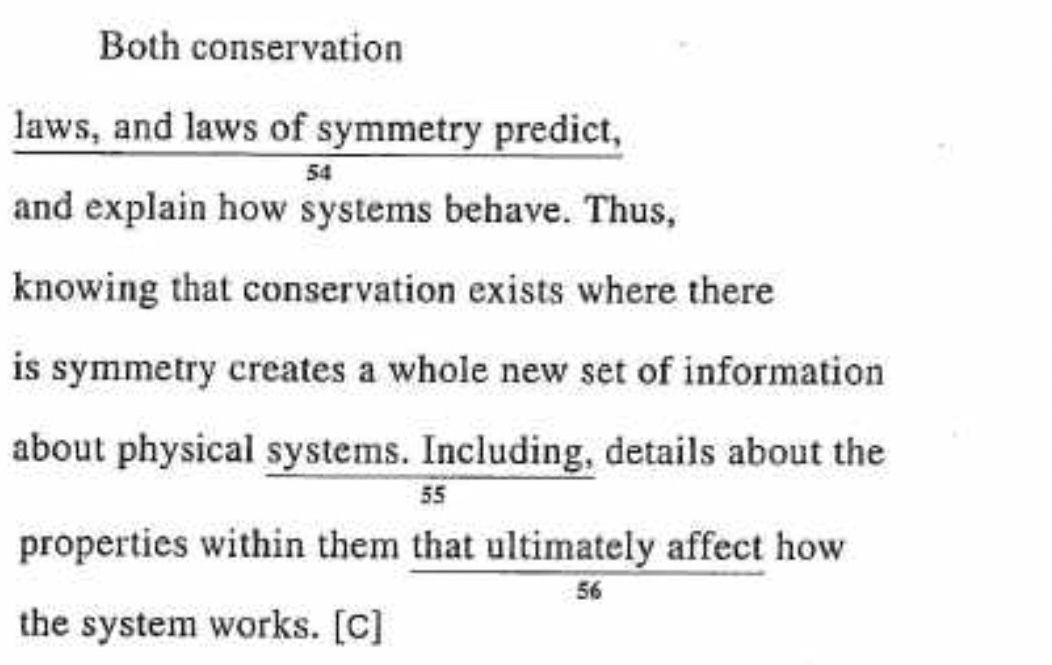 Both conservation
laws, and laws of symmetry predict,
54
and explain how systems behave. Thus,
knowing that conservation exists where there
is symmetry creates a whole new set of information
about physical systems. Including, details about the
55
properties within them that ultimately affect how
56
the system works. [C]